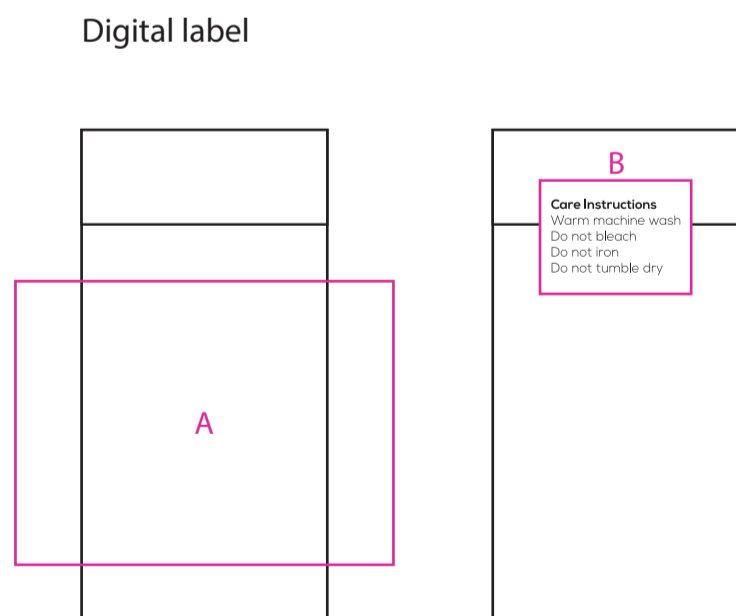 Digital label
B
Care Instructions
Warm machine wash
Do not bleach
Do not iron
Do not tumble dry
A